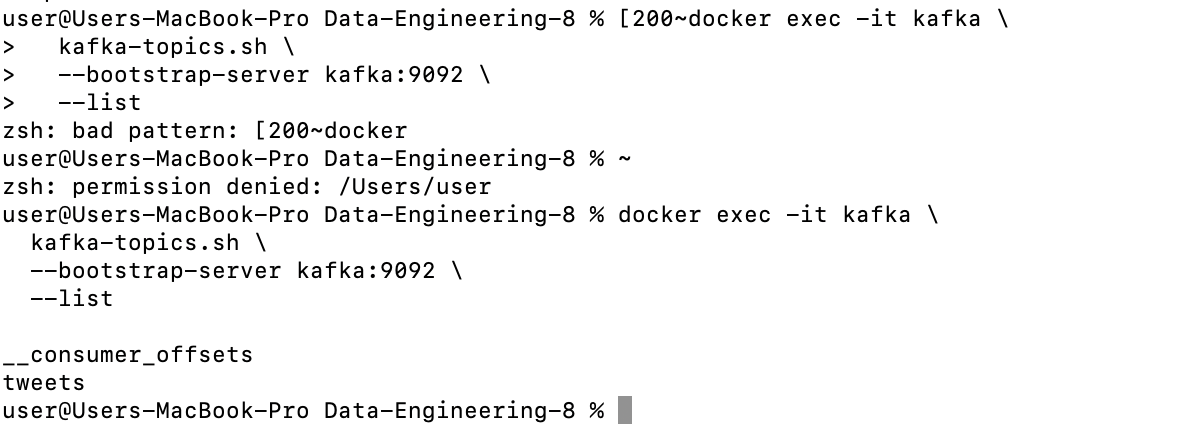 user@Users-MacBook-Pro Data-Engineering-8 % [200~docker exec -it kafka \
>   kafka-topics.sh \
>   --bootstrap-server kafka:9092 \
>   --list
zsh: bad pattern: [200~docker
user@Users-MacBook-Pro Data-Engineering-8 % ~
zsh: permission denied: /Users/user
user@Users-MacBook-Pro Data-Engineering-8 % docker exec -it kafka \
  kafka-topics.sh \
  --bootstrap-server kafka:9092 \
  --list

__consumer_offsets
tweets
user@Users-MacBook-Pro Data-Engineering-8 %